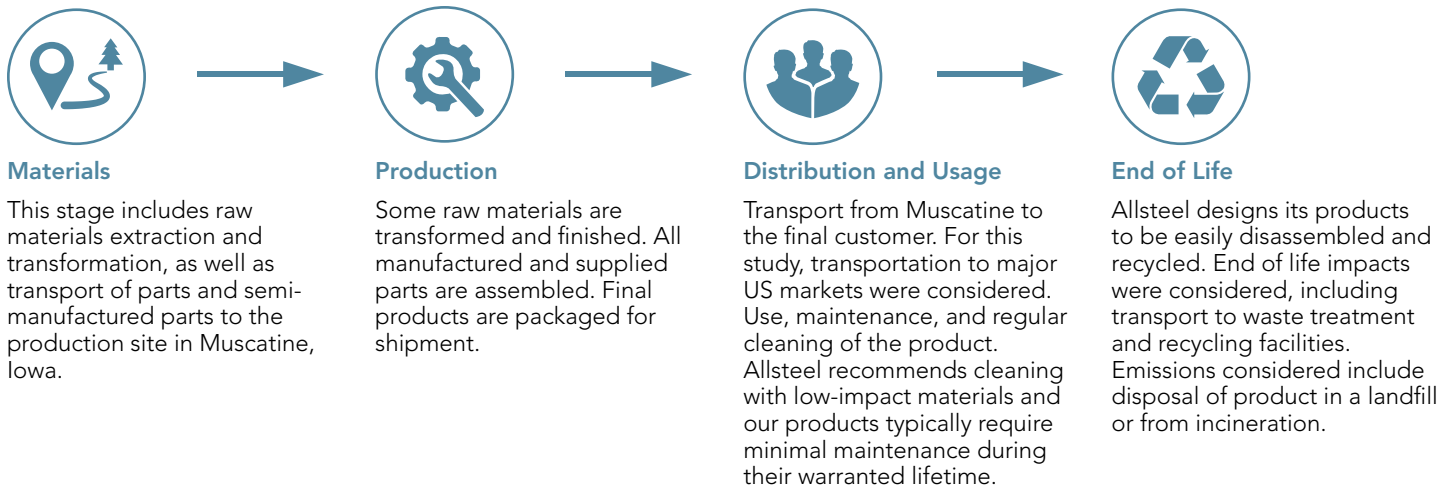 Materials
This stage includes raw
materials extraction and
transformation, as well as
transport of parts and semi-
manufactured parts to the
production site in Muscatine,
Iowa.
Production
Some raw materials are
transformed and finished. All
manufactured and supplied
parts are assembled. Final
products are packaged for
shipment.
Distribution and Usage
Transport from Muscatine to
the final customer. For this
study, transportation to major
US markets were considered.
Use, maintenance, and regular
cleaning of the product.
Allsteel recommends cleaning
with low-impact materials and
our products typically require
minimal maintenance during
their warranted lifetime.
End of Life
Allsteel designs its products
to be easily disassembled and
recycled. End of life impacts
were considered, including
transport to waste treatment
and recycling facilities.
Emissions considered include
disposal of product in a landfill
or from incineration.